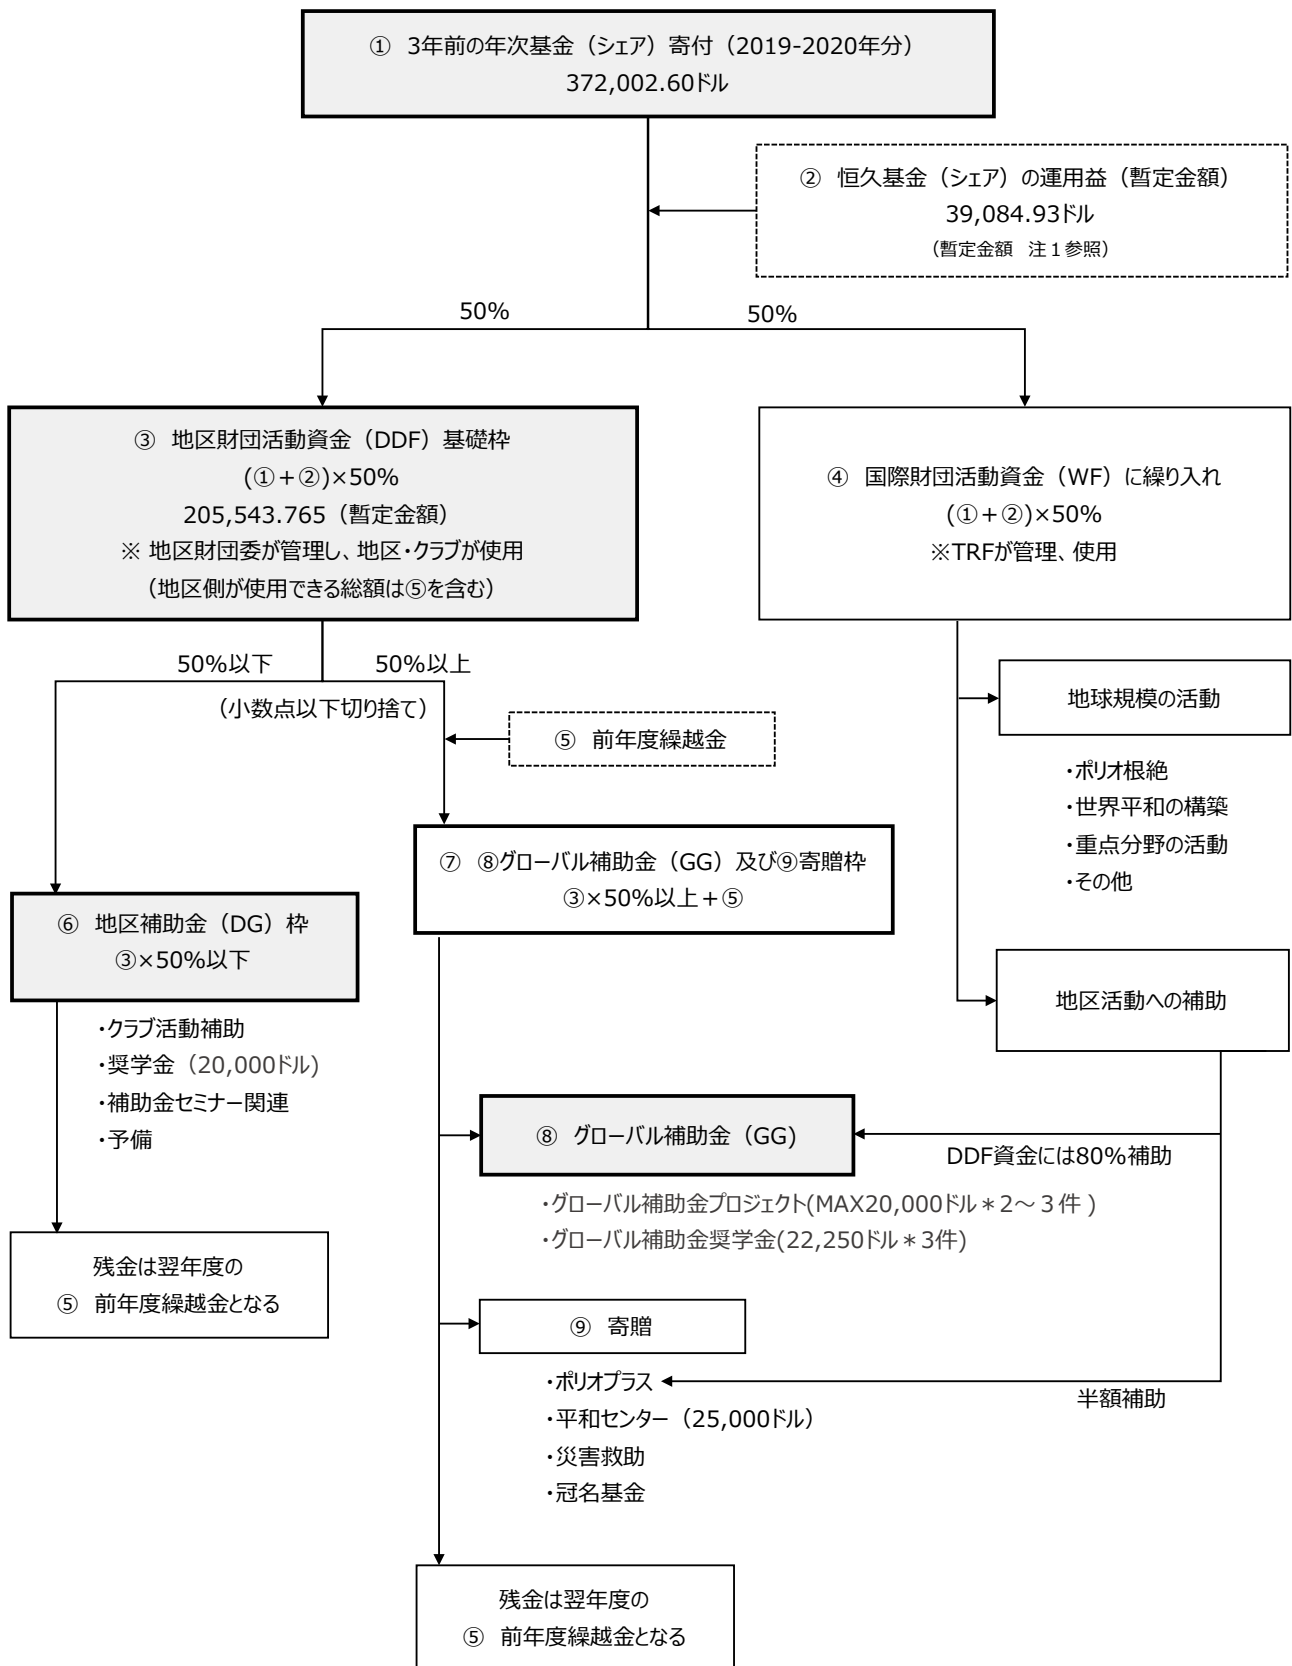 ① 3年前の年次基金（シェア）寄付（2019-2020年分）
372,002.60ドル
② 恒久基金（シェア）の運用益（暫定金額）
39,084.93ドル
（暫定金額 注１参照）
50%
50%
③ 地区財団活動資金（DDF）基礎枠
(①＋②)×50%
205,543.765（暫定金額）
※ 地区財団委が管理し、地区・クラブが使用
（地区側が使用できる総額は⑤を含む）
④ 国際財団活動資金（WF）に繰り入れ
(①＋②)×50%
※TRFが管理、使用
50%以下
50%以上
（小数点以下切り捨て）
⑤ 前年度繰越金
地球規模の活動
・ポリオ根絶
・世界平和の構築
・重点分野の活動
・その他
⑦ ⑧グローバル補助金（GG）及び⑨寄贈枠
③×50%以上＋⑤
⑥ 地区補助金（DG）枠
③×50%以下
・クラブ活動補助
・奨学金（20,000ドル)
・補助金セミナー関連
・予備
地区活動への補助
⑧ グローバル補助金（GG)
DDF資金には80%補助
・グローバル補助金プロジェクト(MAX20,000ドル＊2～３件 )
・グローバル補助金奨学金(22,250ドル＊3件)
残金は翌年度の
⑤ 前年度繰越金となる
⑨ 寄贈
・ポリオプラス
半額補助
・平和センター（25,000ドル）
・災害救助
・冠名基金
残金は翌年度の
⑤ 前年度繰越金となる